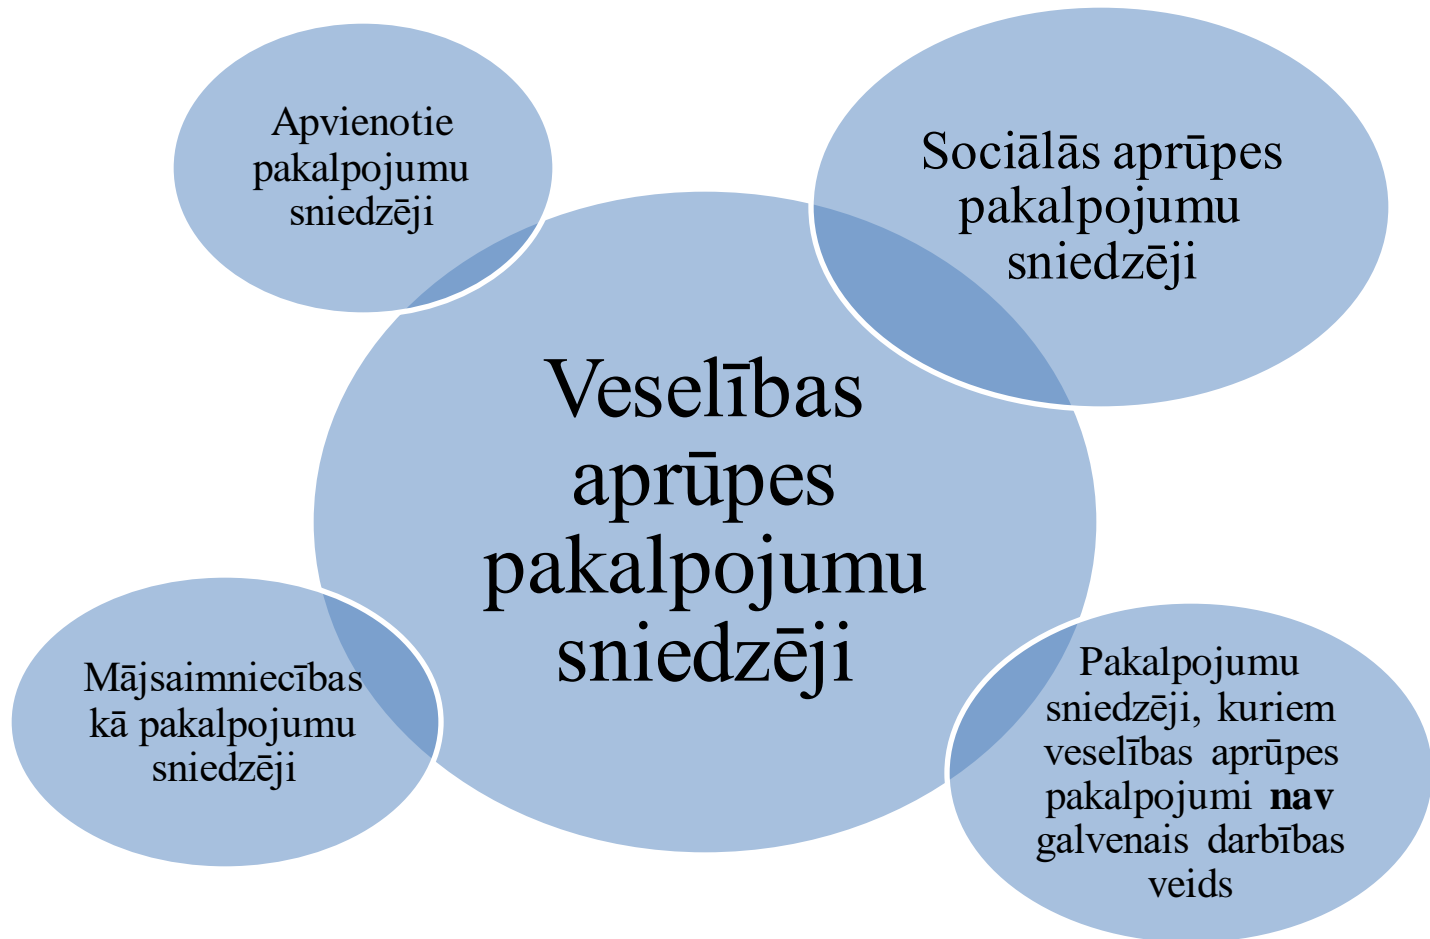 Apvienotie
pakalpojumu
sniedzēji
Sociālās aprūpes
pakalpojumu
sniedzēji
Veselības
aprūpes
pakalpojumu
sniedzēji
Mājsaimniecības
kā pakalpojumu
sniedzēji
Pakalpojumu
sniedzēji, kuriem
veselības aprūpes
pakalpojumi nav
galvenais darbības
veids